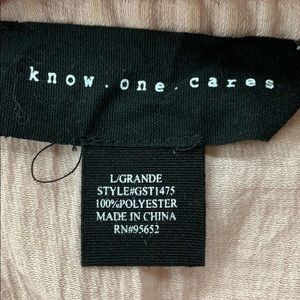 know.one.cares
L/GRANDE
STYLE#GST1475
100%POLYESTER
MADE IN CHINA
RN#95652